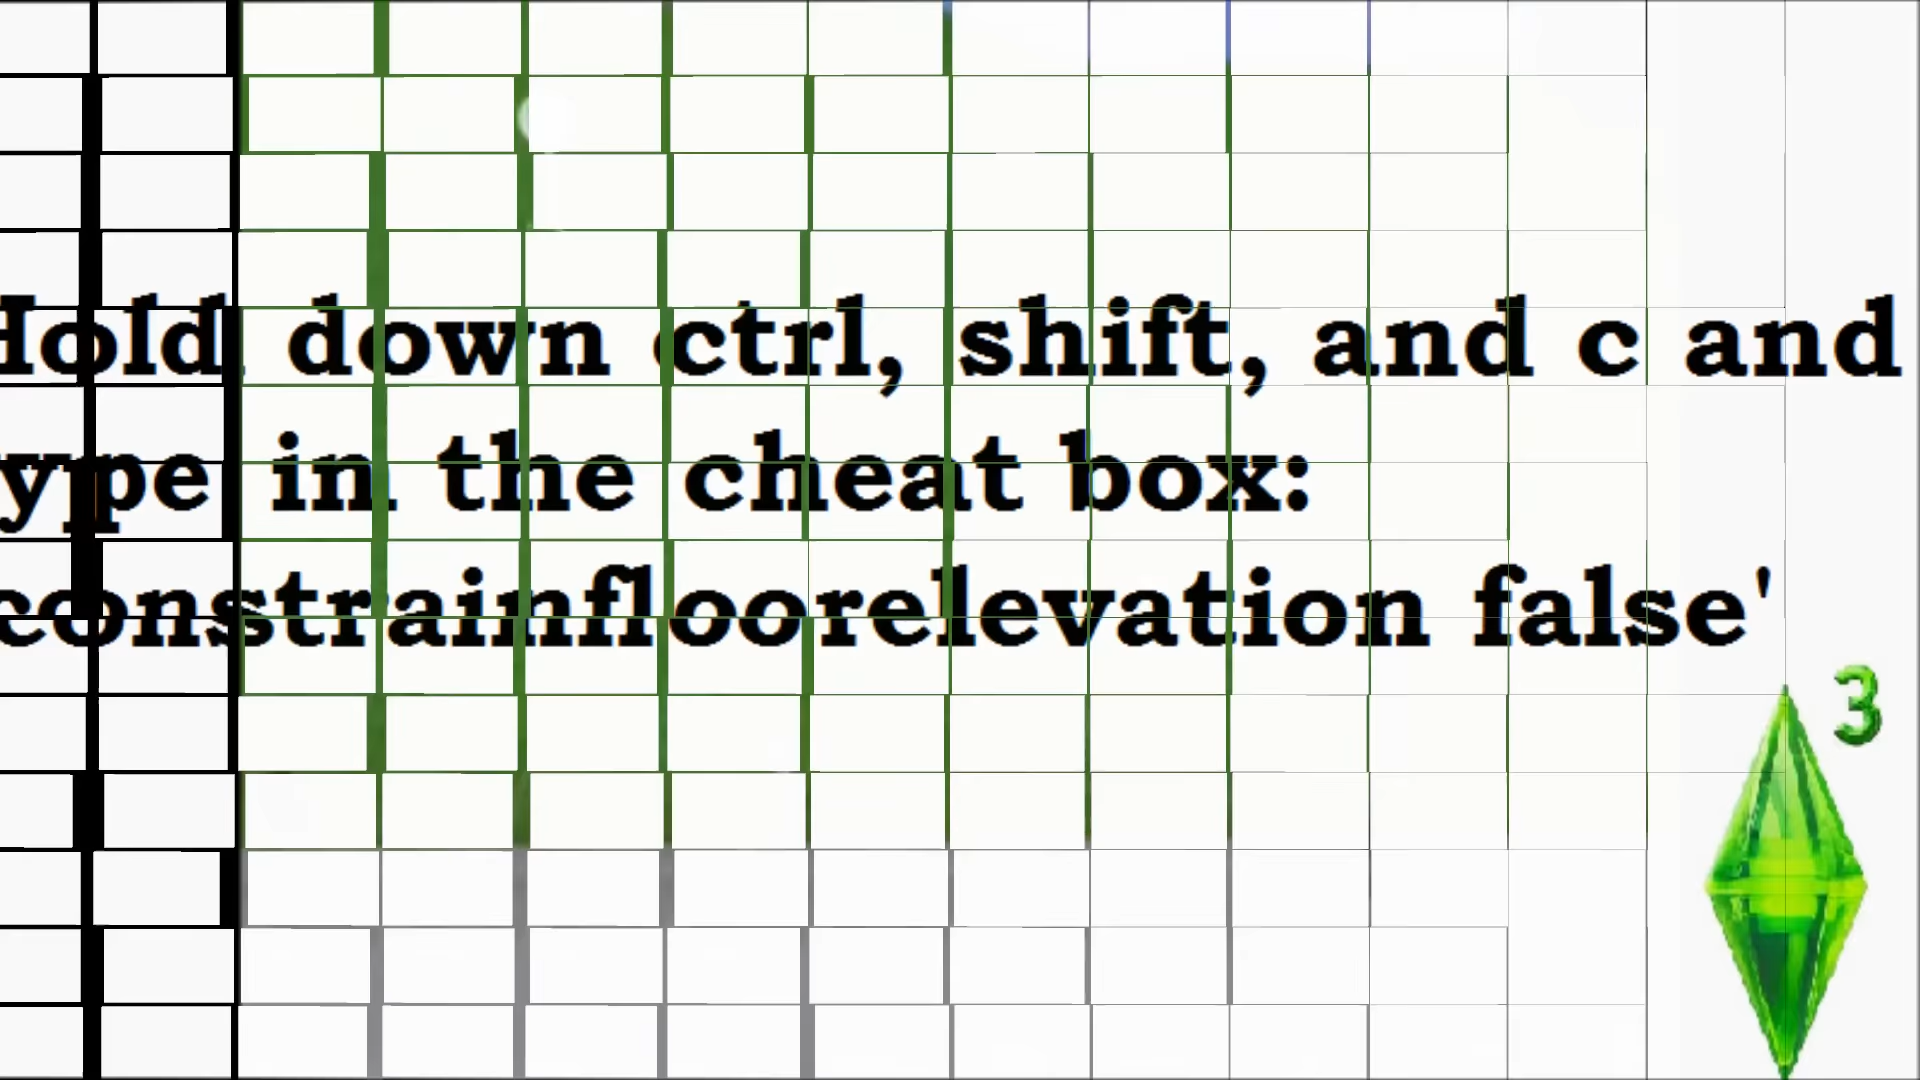 Hold down ctrl, shift, and c and
ype in the cheat box:
constrainfloorelevation false'
3